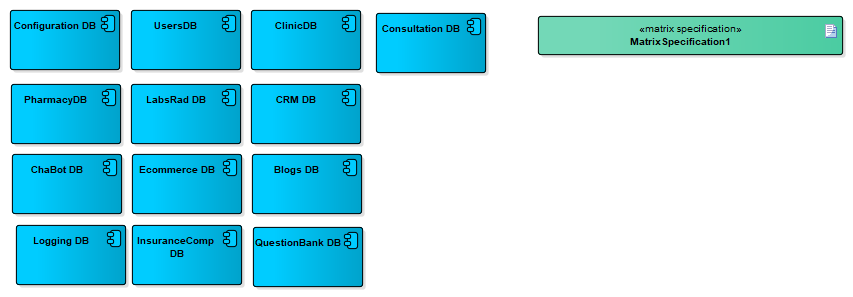 Configuration DB
UsersDB
ClinicDB
Consultation DB
«matrix specification»
MatrixSpecification1
PharmacyDB
LabsRad DB
CRM DB
ChaBot DB
Ecommerce DB
Blogs DB
Logging DB
InsuranceComp
DB
QuestionBank DB